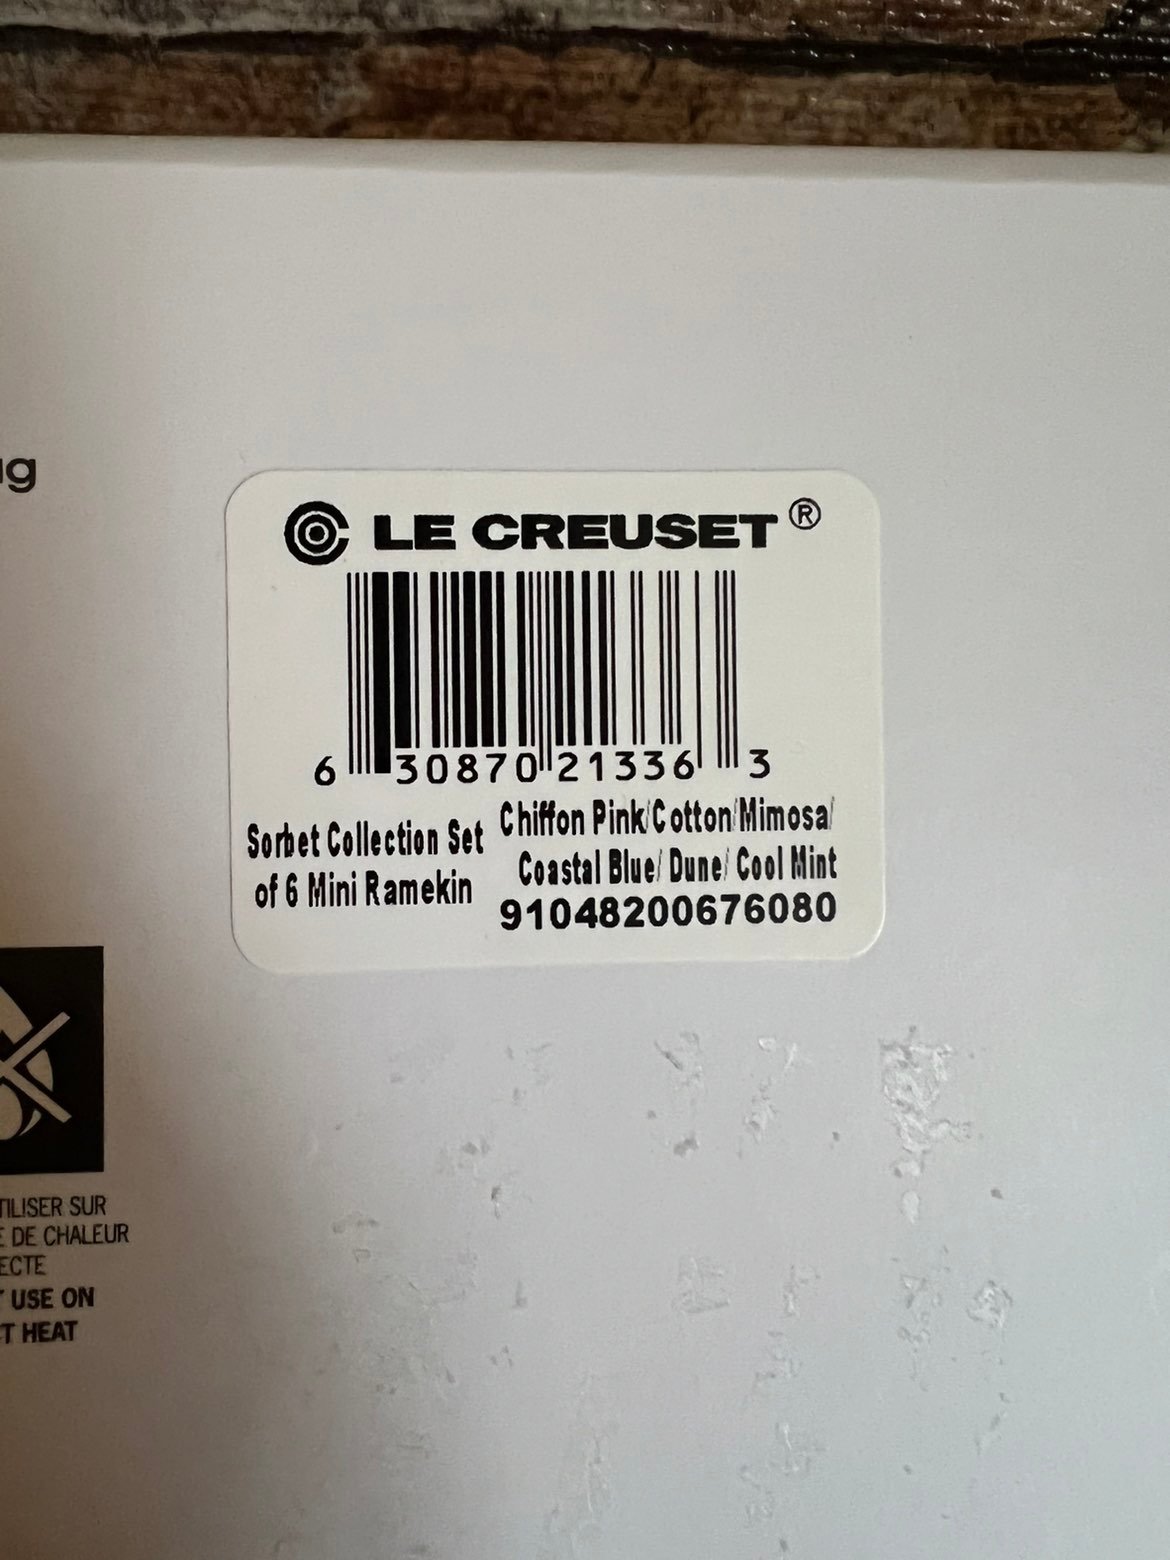 LE CREUSET®
6 30870 21336 3
Sorbet Collection Set
of 6 Mini Ramekin
Chiffon Pink/Cotton/Mimosa/
Coastal Blue/ Dune/ Cool Mint
91048200676080
TILISER SUR
E DE CHALEUR
ECTE
USE ON
T HEAT